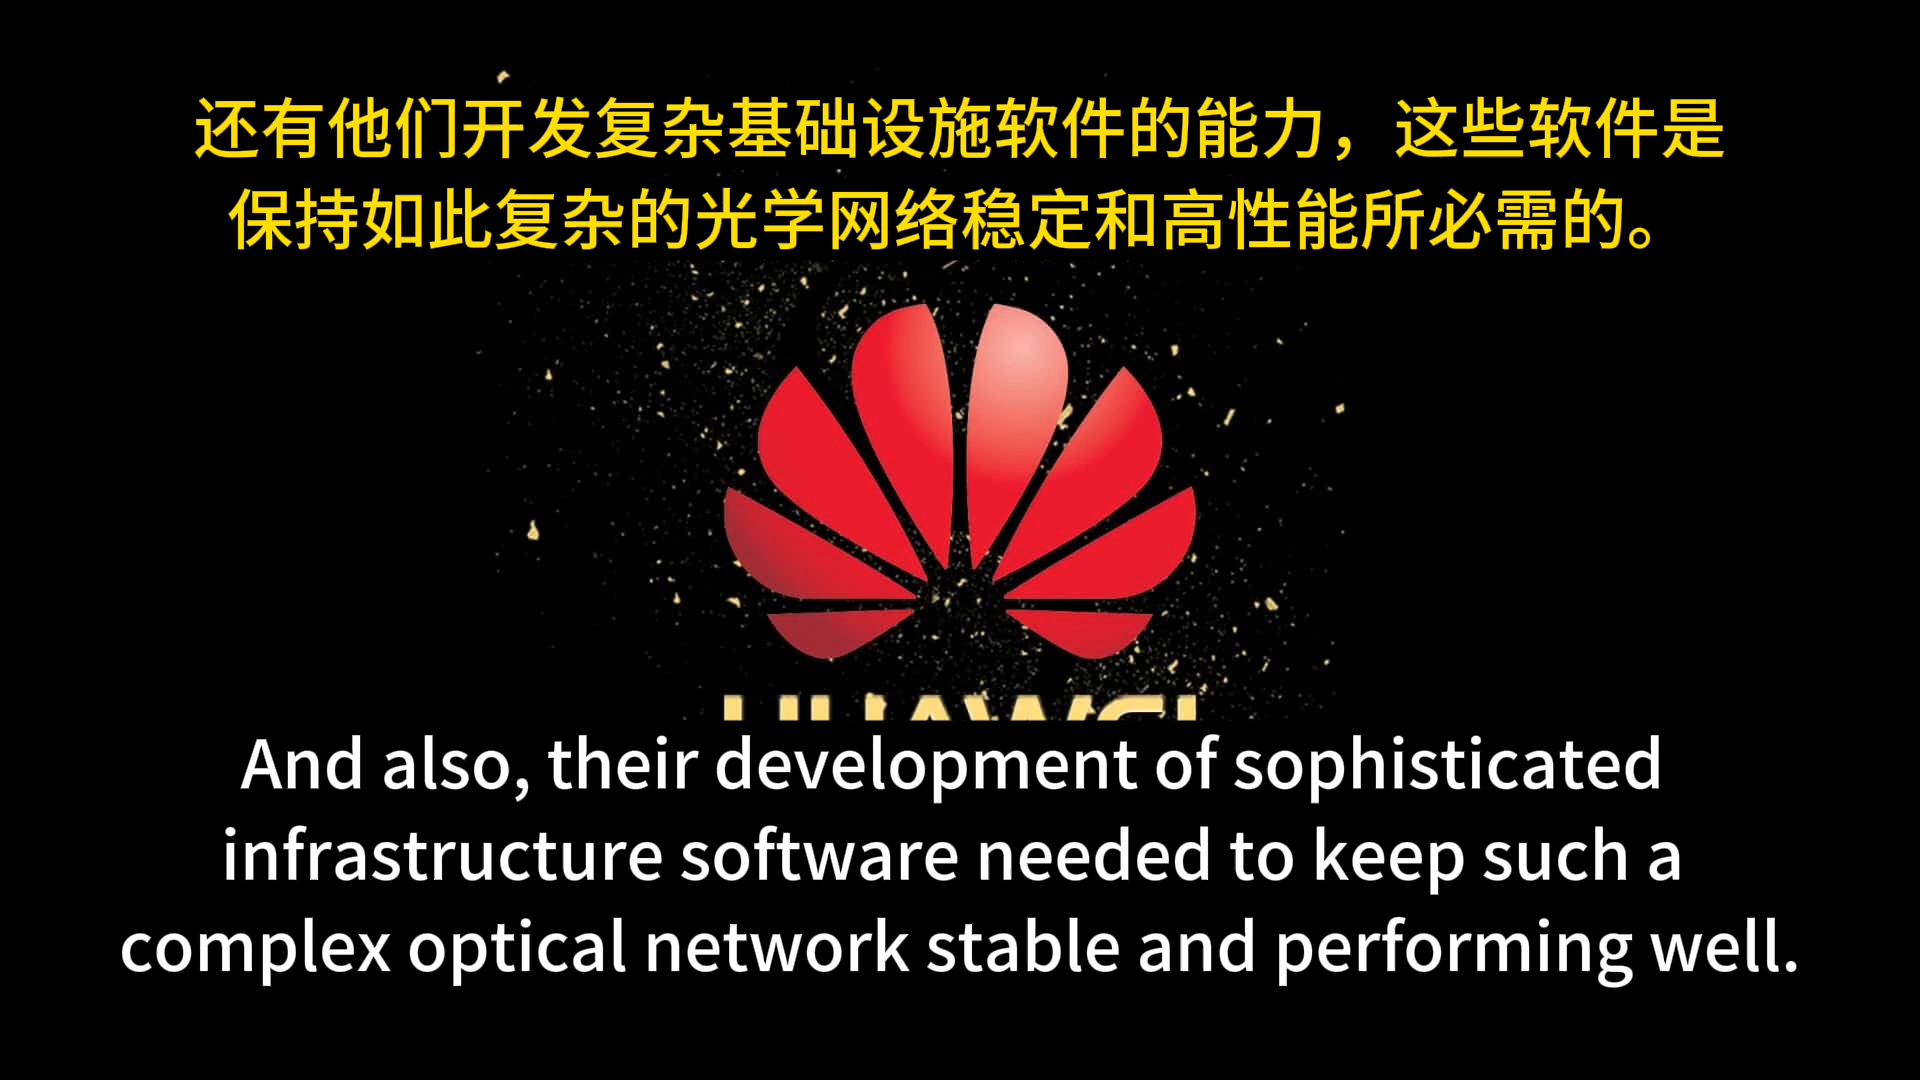 还有他们开发复杂基础设施软件的能力，这些软件是
保持如此复杂的光学网络稳定和高性能所必需的。
HUAWEI
And also, their development of sophisticated
infrastructure software needed to keep such a
complex optical network stable and performing well.